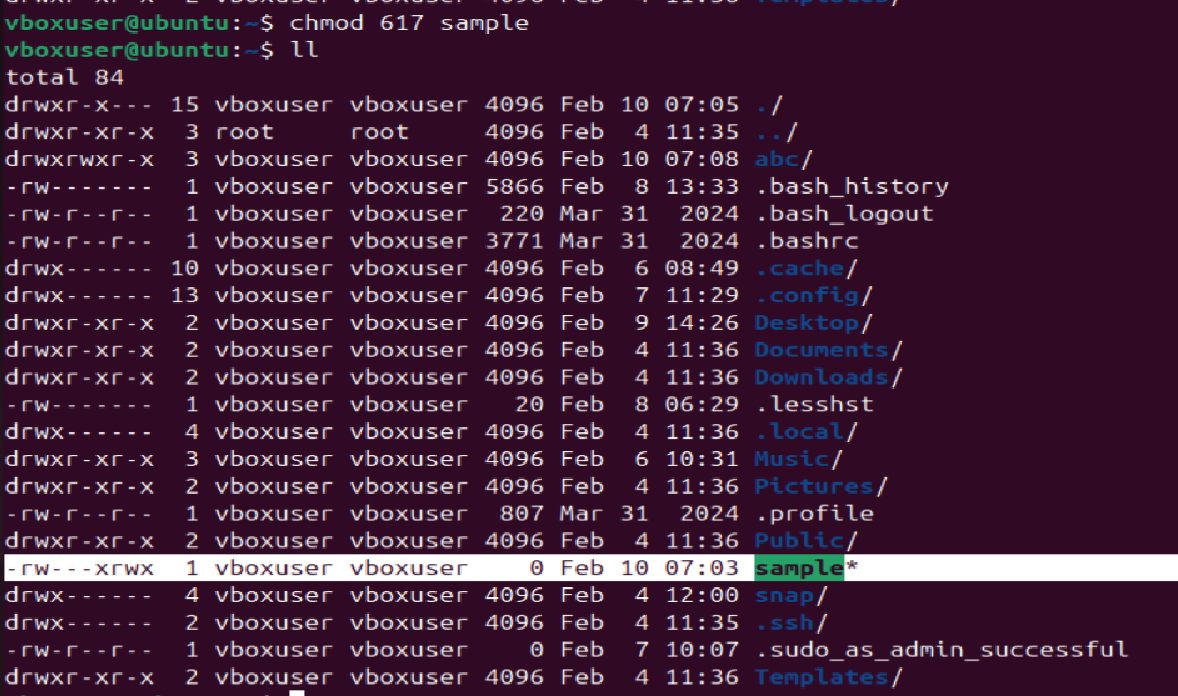 vboxuser@ubuntu:~$ chmod 617 sample
vboxuser@ubuntu:~$ ll
total 84
drwxr-x--- 15 vboxuser vboxuser 4096 Feb 10 07:05 ./
drwxr-xr-x  3 root     root     4096 Feb  4 11:35 ../
drwxrwxr-x  3 vboxuser vboxuser 4096 Feb 10 07:08 abc/
-rw-------  1 vboxuser vboxuser 5866 Feb  8 13:33 .bash_history
-rw-r--r--  1 vboxuser vboxuser  220 Mar 31  2024 .bash_logout
-rw-r--r--  1 vboxuser vboxuser 3771 Mar 31  2024 .bashrc
drwx------ 10 vboxuser vboxuser 4096 Feb  6 08:49 .cache/
drwx------ 13 vboxuser vboxuser 4096 Feb  7 11:29 .config/
drwxr-xr-x  2 vboxuser vboxuser 4096 Feb  9 14:26 Desktop/
drwxr-xr-x  2 vboxuser vboxuser 4096 Feb  4 11:36 Documents/
drwxr-xr-x  2 vboxuser vboxuser 4096 Feb  4 11:36 Downloads/
-rw-------  1 vboxuser vboxuser   20 Feb  8 06:29 .lesshst
drwx------  4 vboxuser vboxuser 4096 Feb  4 11:36 .local/
drwxr-xr-x  3 vboxuser vboxuser 4096 Feb  6 10:31 Music/
drwxr-xr-x  2 vboxuser vboxuser 4096 Feb  4 11:36 Pictures/
-rw-r--r--  1 vboxuser vboxuser  807 Mar 31  2024 .profile
drwxr-xr-x  2 vboxuser vboxuser 4096 Feb  4 11:36 Public/
-rw---xrwx  1 vboxuser vboxuser    0 Feb 10 07:03 sample*
drwx------  4 vboxuser vboxuser 4096 Feb  4 12:00 snap/
drwx------  2 vboxuser vboxuser 4096 Feb  4 11:35 .ssh/
-rw-r--r--  1 vboxuser vboxuser    0 Feb  7 10:07 .sudo_as_admin_successful
drwxr-xr-x  2 vboxuser vboxuser 4096 Feb  4 11:36 Templates/